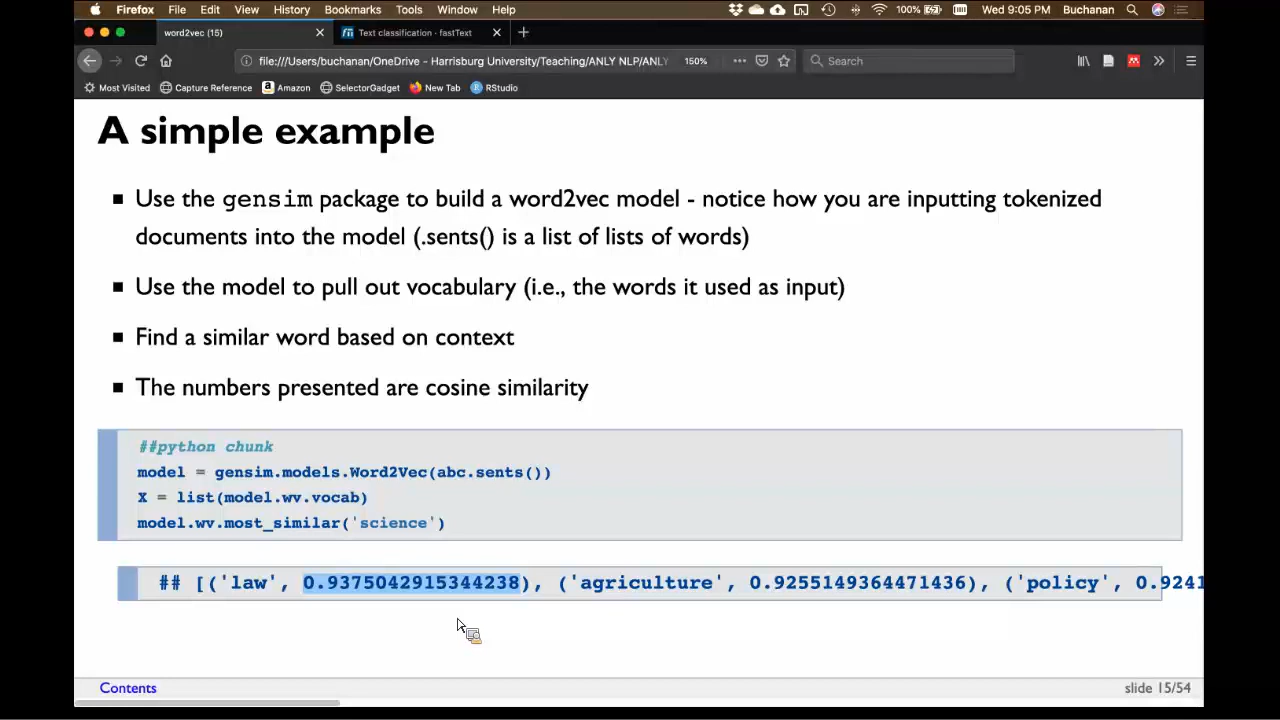 Firefox File Edit View History Bookmarks Tools Window Help 100% Wed 9:05 PM Buchanan
word2vec (15) Text classification · fastText
file:///Users/buchanan/OneDrive - Harrisburg University/Teaching/ANLY NLP/ANLY 150% Search
Most Visited Capture Reference Amazon SelectorGadget New Tab RStudio
A simple example
Use the gensim package to build a word2vec model - notice how you are inputting tokenized
documents into the model (.sents() is a list of lists of words)
Use the model to pull out vocabulary (i.e., the words it used as input)
Find a similar word based on context
The numbers presented are cosine similarity
##python chunk
model = gensim.models.Word2Vec(abc.sents())
X = list(model.wv.vocab)
model.wv.most_similar('science')
## [('law', 0.9375042915344238), ('agriculture', 0.9255149364471436), ('policy', 0.9241
Contents slide 15/54